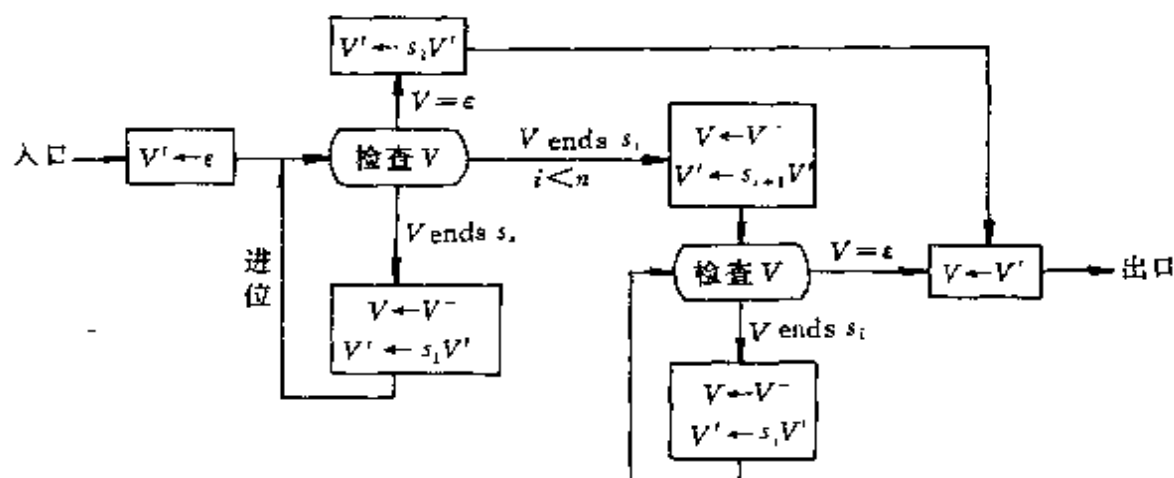 V' ← s₁V'
V = ε
入口
V' ← ε
检查 V
V ends sᵢ
i < n
V ← V⁻
V' ← sᵢ₊₁V'
V ends sₙ
进位
V ← V⁻
V' ← s₁V'
检查 V
V = ε
V ← V'
出口
V ends sᵢ
V ← V⁻
V' ← sᵢV'